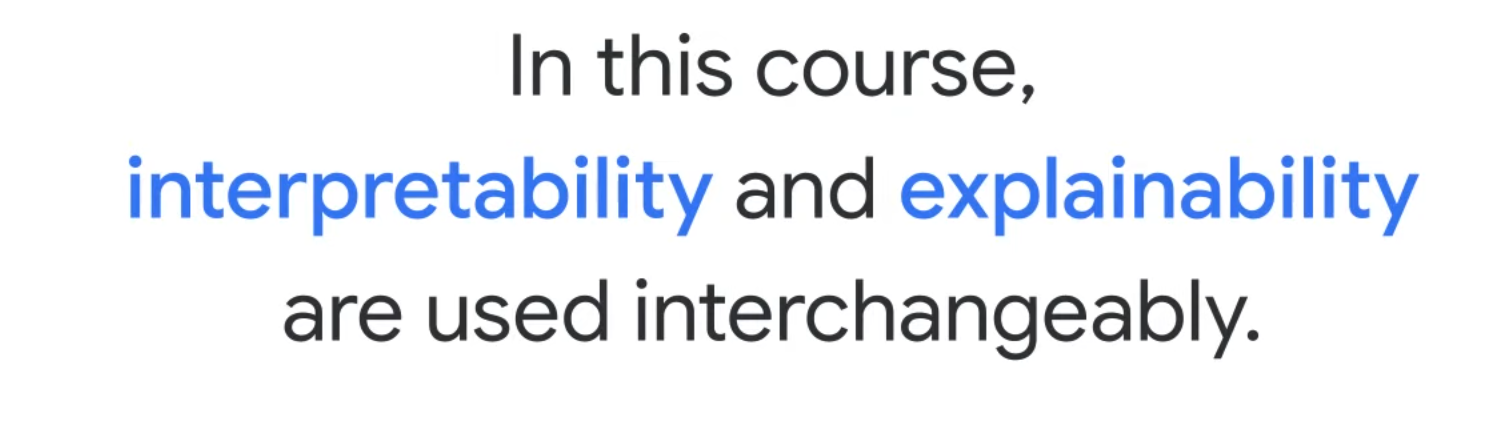 In this course,
interpretability and explainability
are used interchangeably.